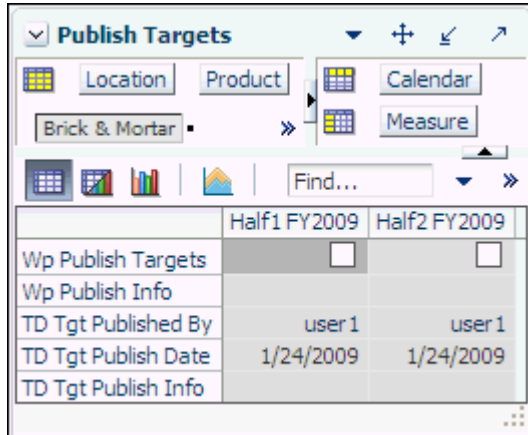 Publish Targets
Location Product Calendar
Brick & Mortar Measure
Find...
Half1 FY2009 Half2 FY2009
Wp Publish Targets
Wp Publish Info
TD Tgt Published By user1 user1
TD Tgt Publish Date 1/24/2009 1/24/2009
TD Tgt Publish Info